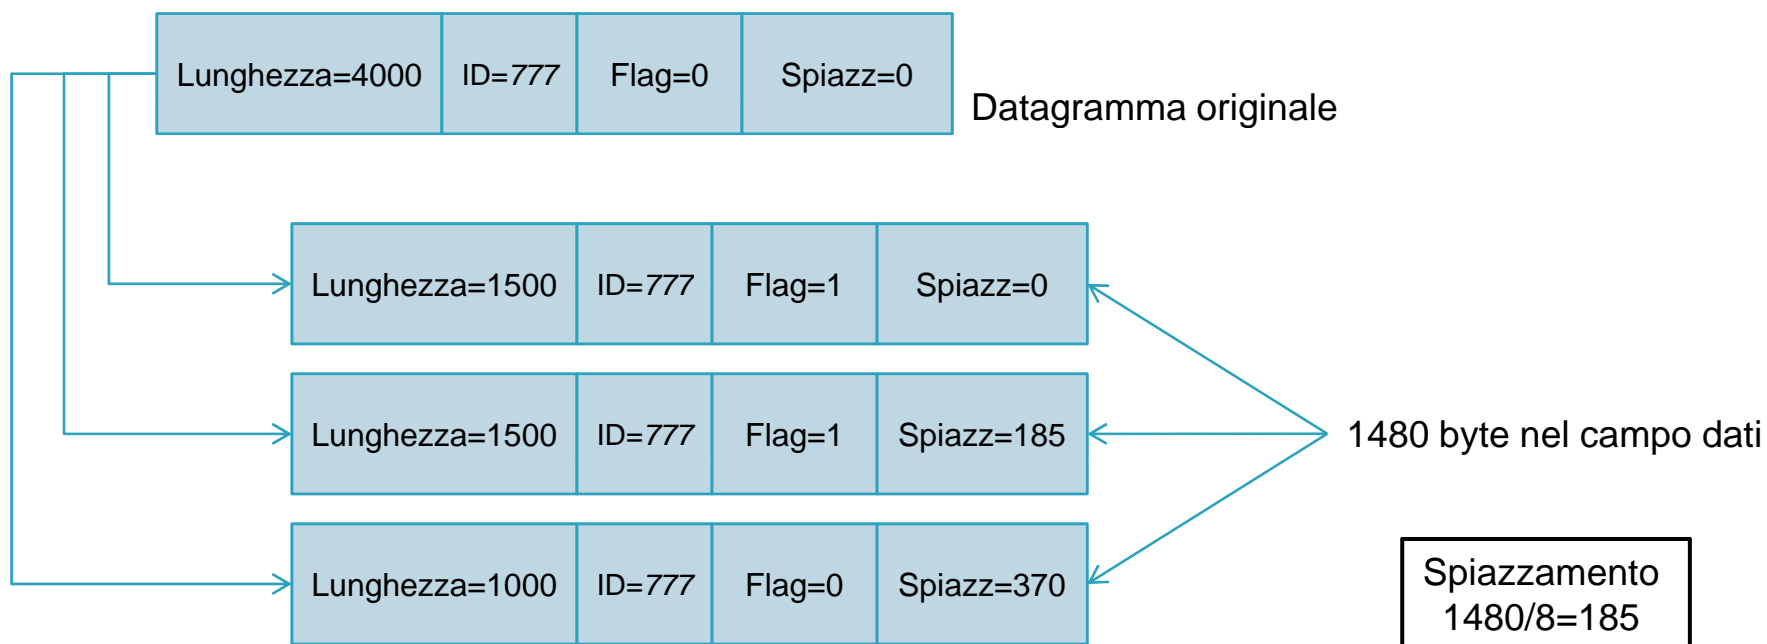 Lunghezza=4000 ID=777 Flag=0 Spiazz=0
Datagramma originale
Lunghezza=1500 ID=777 Flag=1 Spiazz=0
Lunghezza=1500 ID=777 Flag=1 Spiazz=185
1480 byte nel campo dati
Lunghezza=1000 ID=777 Flag=0 Spiazz=370
Spiazzamento
1480/8=185